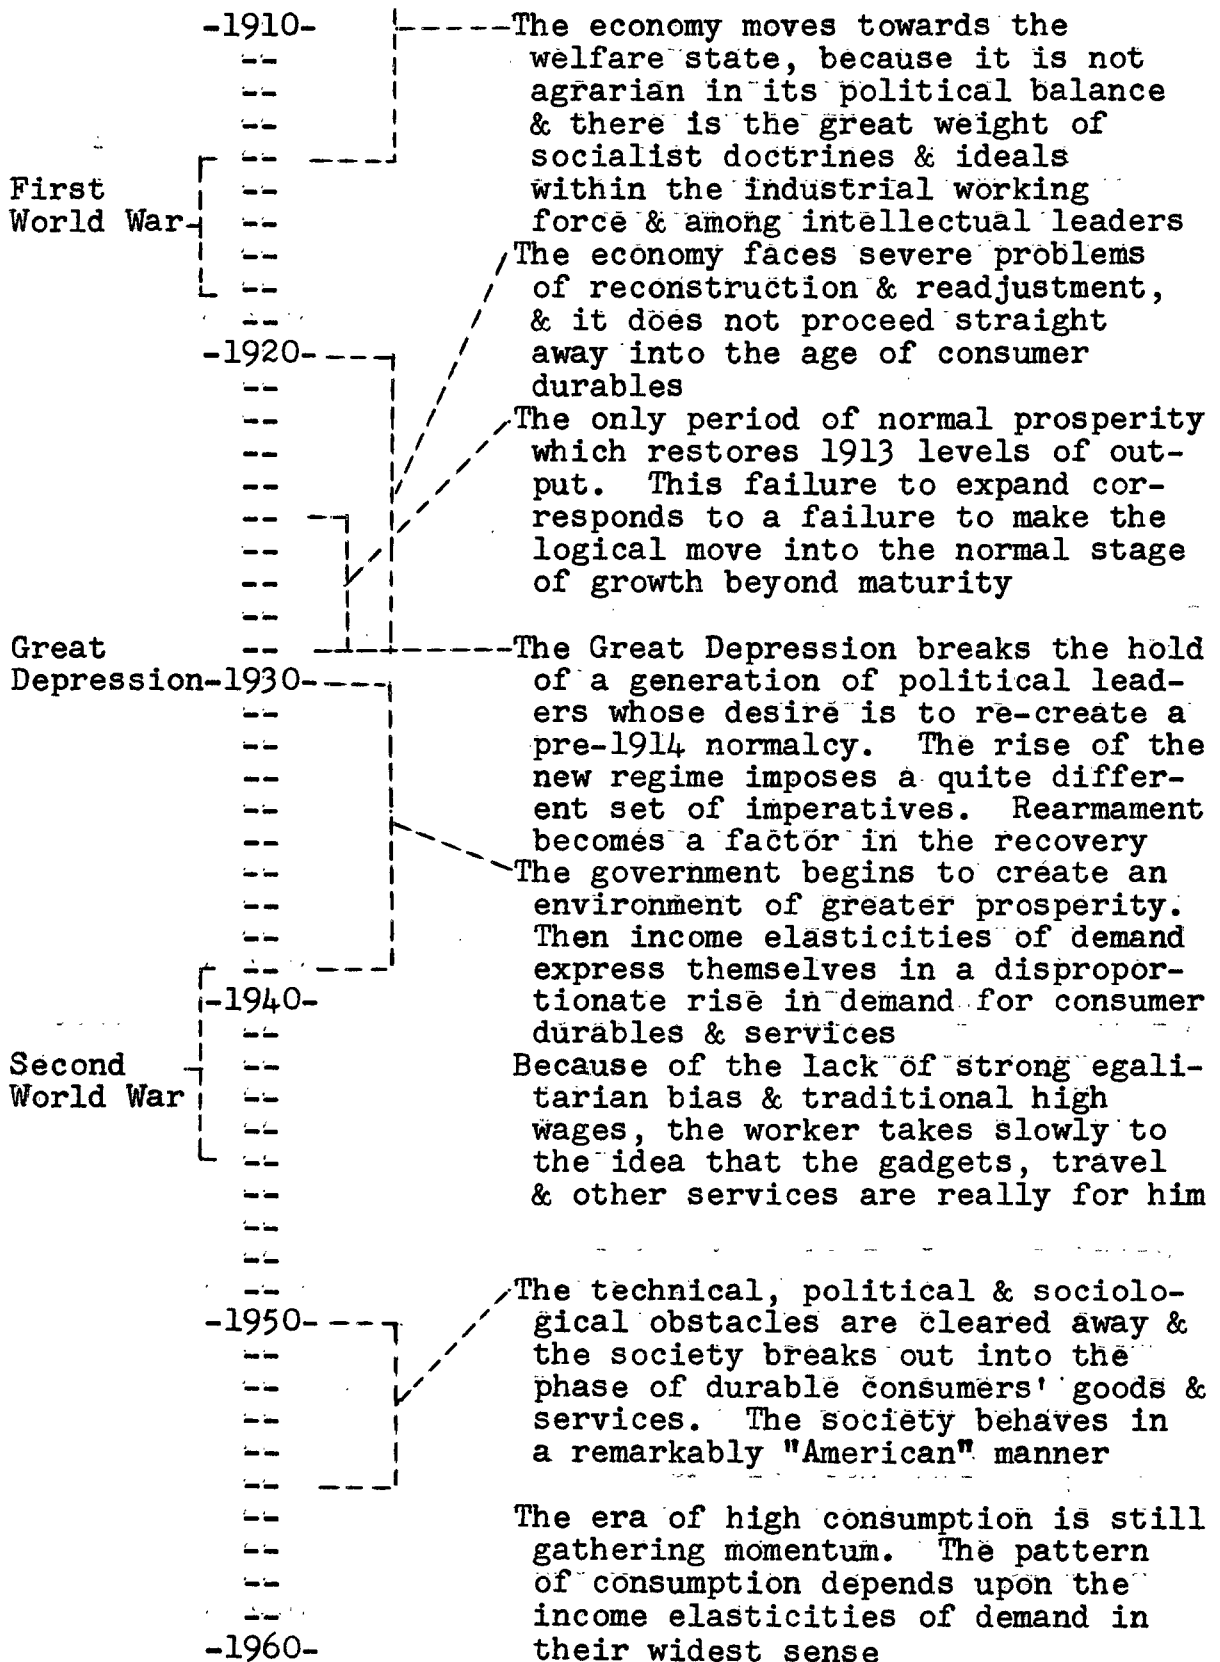 -1910-
The economy moves towards the
welfare state, because it is not
agrarian in its political balance
& there is the great weight of
socialist doctrines & ideals
First
within the industrial working
World War
force & among intellectual leaders
The economy faces severe problems
of reconstruction & readjustment,
& it does not proceed straight
-1920-
away into the age of consumer
durables
The only period of normal prosperity
which restores 1913 levels of out-
put. This failure to expand cor-
responds to a failure to make the
logical move into the normal stage
of growth beyond maturity
Great
Depression
-1930-
The Great Depression breaks the hold
of a generation of political lead-
ers whose desire is to re-create a
pre-1914 normalcy. The rise of the
new regime imposes a quite differ-
ent set of imperatives. Rearmament
becomes a factor in the recovery
The government begins to create an
environment of greater prosperity.
Then income elasticities of demand
express themselves in a dispropor-
-1940-
tionate rise in demand for consumer
durables & services
Second
World War
Because of the lack of strong egali-
tarian bias & traditional high
wages, the worker takes slowly to
the idea that the gadgets, travel
& other services are really for him
The technical, political & sociolo-
-1950-
gical obstacles are cleared away &
the society breaks out into the
phase of durable consumers' goods &
services. The society behaves in
a remarkably "American" manner
The era of high consumption is still
gathering momentum. The pattern
of consumption depends upon the
income elasticities of demand in
-1960-
their widest sense